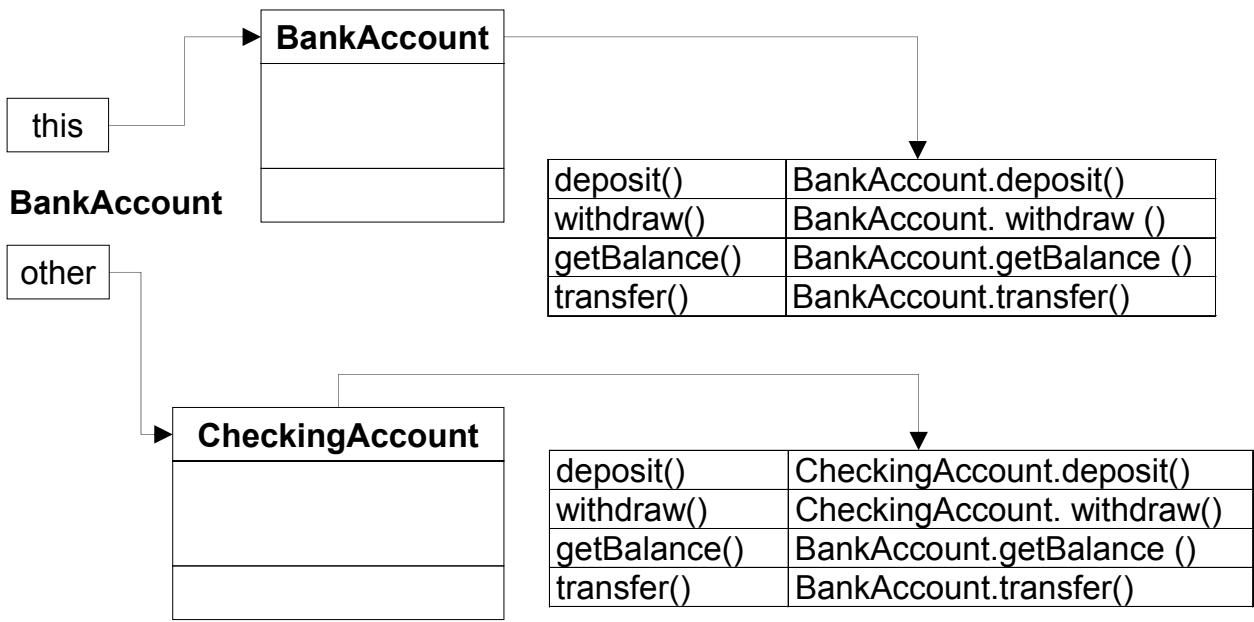 BankAccount
this
BankAccount
other
deposit() BankAccount.deposit()
withdraw() BankAccount. withdraw ()
getBalance() BankAccount.getBalance ()
transfer() BankAccount.transfer()
CheckingAccount
deposit() CheckingAccount.deposit()
withdraw() CheckingAccount. withdraw()
getBalance() BankAccount.getBalance ()
transfer() BankAccount.transfer()